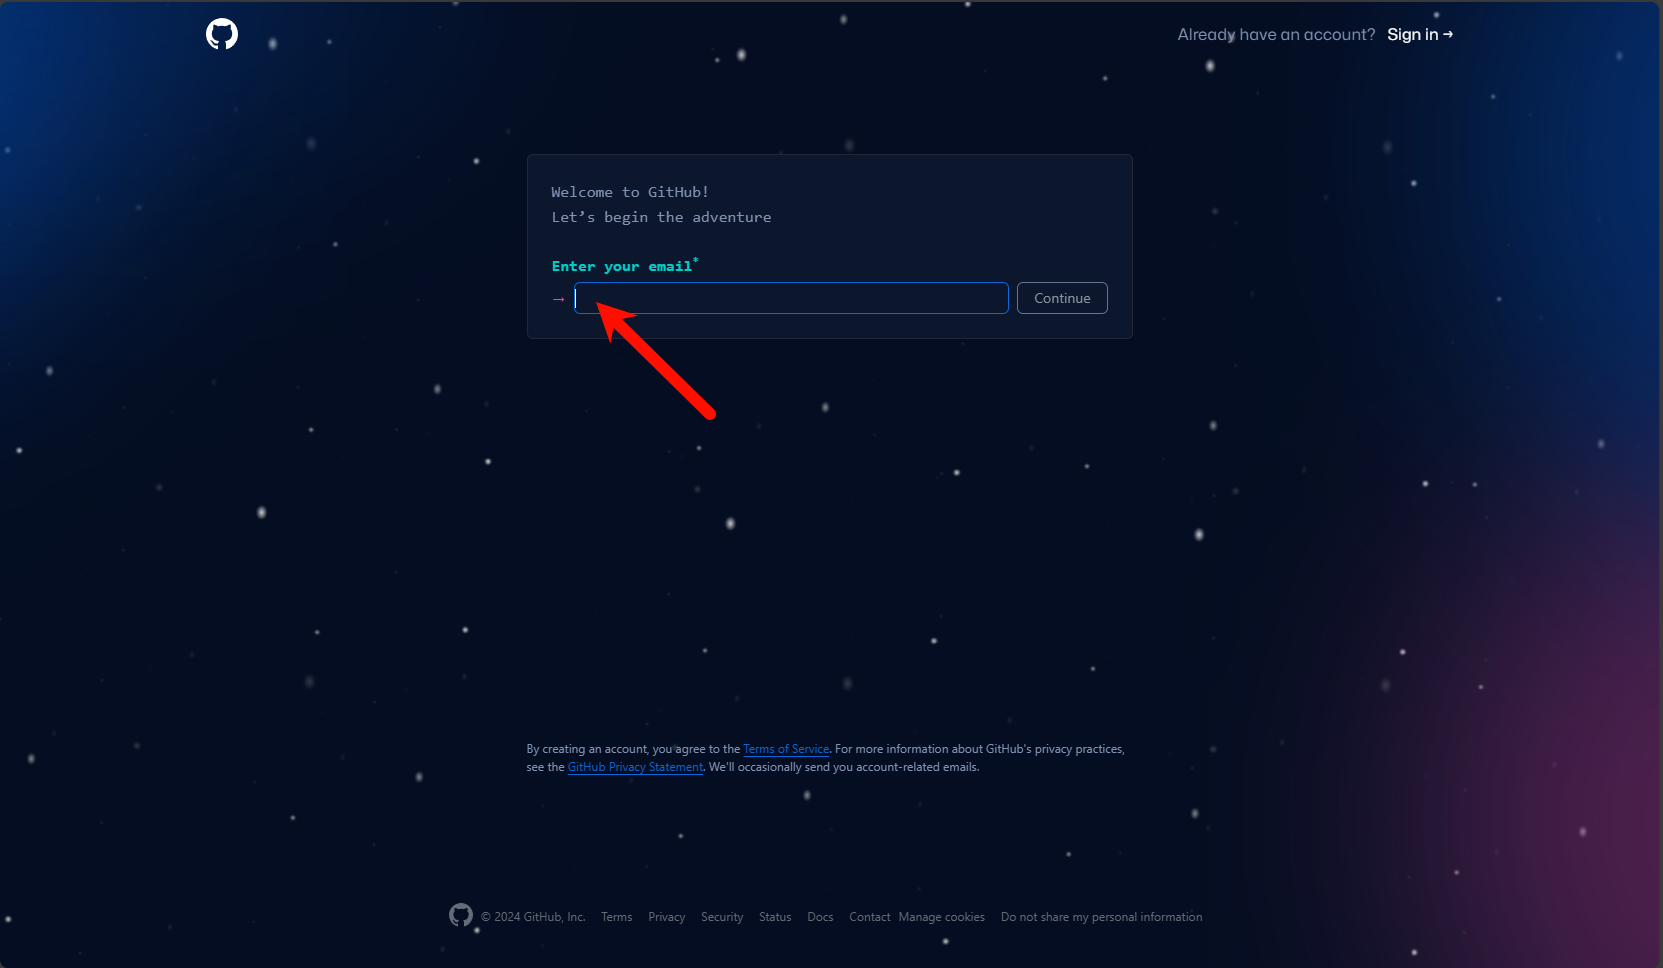 Already have an account? Sign in →
Welcome to GitHub!
Let’s begin the adventure
Enter your email*
→ Continue
By creating an account, you agree to the Terms of Service. For more information about GitHub's privacy practices,
see the GitHub Privacy Statement. We'll occasionally send you account-related emails.
© 2024 GitHub, Inc. Terms Privacy Security Status Docs Contact Manage cookies Do not share my personal information